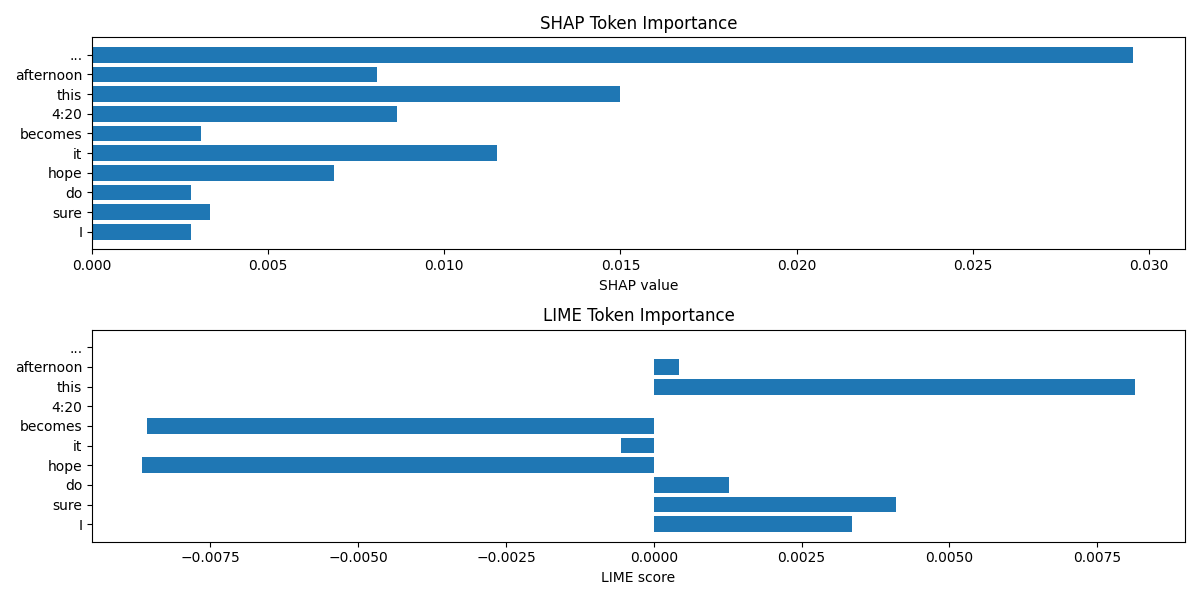 SHAP Token Importance
...
afternoon
this
4:20
becomes
it
hope
do
sure
I
0.000 0.005 0.010 0.015 0.020 0.025 0.030
SHAP value
LIME Token Importance
...
afternoon
this
4:20
becomes
it
hope
do
sure
I
−0.0075 −0.0050 −0.0025 0.0000 0.0025 0.0050 0.0075
LIME score